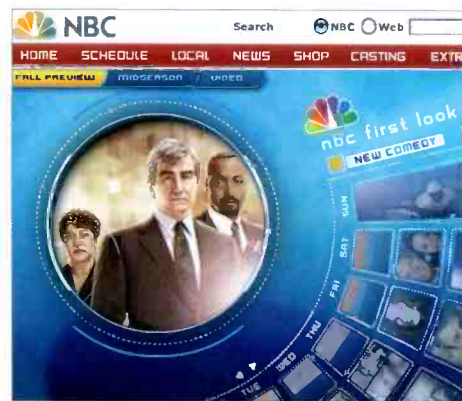 NBC Search NBC Web
HOME SCHEDULE LOCAL NEWS SHOP CASTING EXTR
FALL PREVIEW MIDSEASON VIDEO
nbc first look
NEW COMEDY
SUN
SAT
FRI
THU
WED
TUE